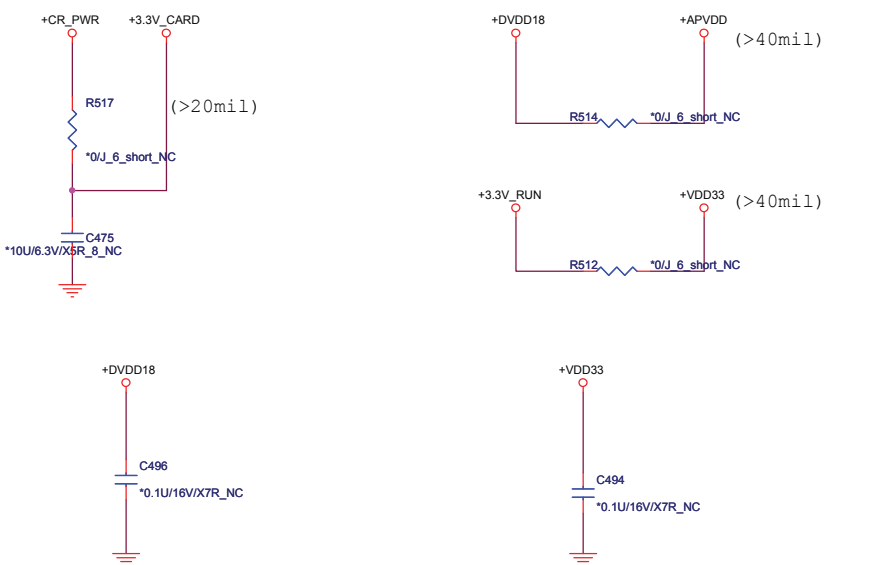 +CR_PWR
+3.3V_CARD
R517
(>20mil)
*0/J_6_short_NC
C475
*10U/6.3V/X5R_8_NC
+DVDD18
+APVDD
(>40mil)
R514
*0/J_6_short_NC
+3.3V_RUN
+VDD33
(>40mil)
R512
*0/J_6_short_NC
+DVDD18
C496
*0.1U/16V/X7R_NC
+VDD33
C494
*0.1U/16V/X7R_NC